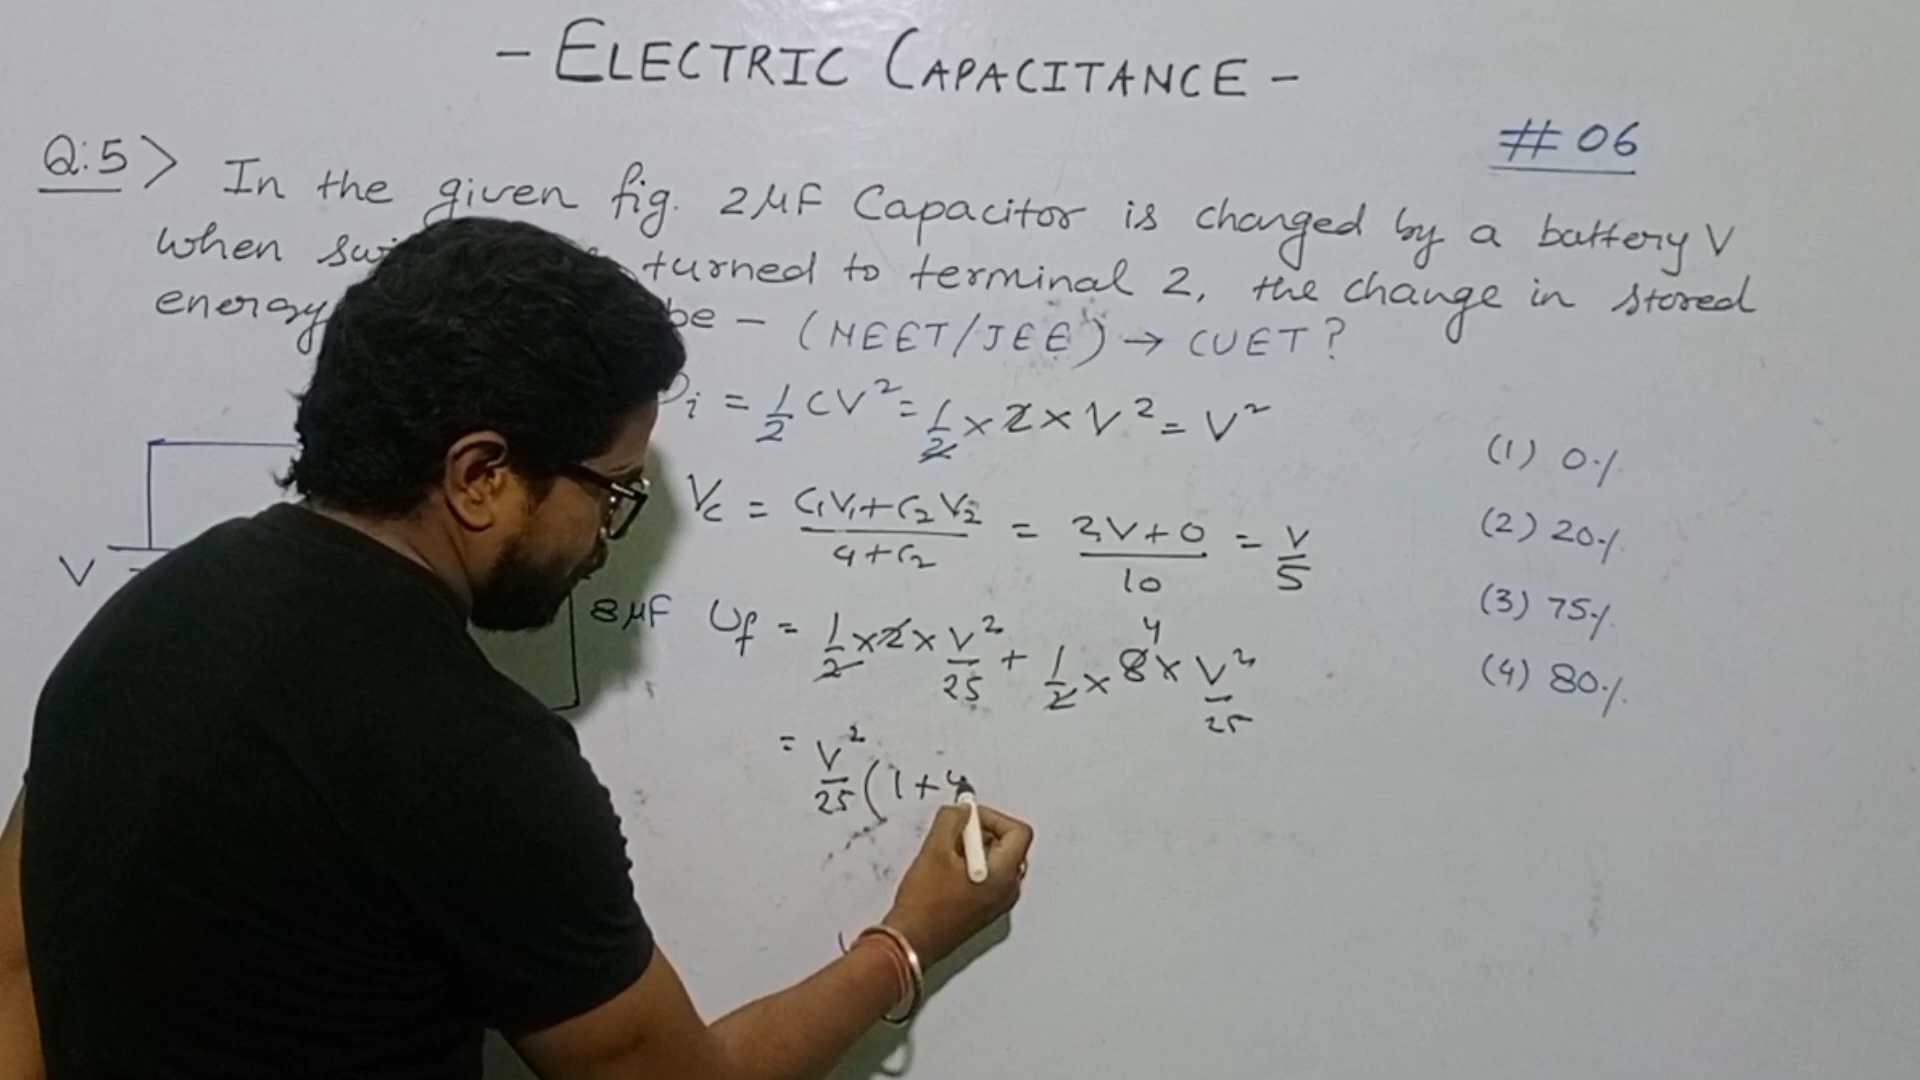 - ELECTRIC CAPACITANCE -
# 06
Q:5> In the given fig. 2μF Capacitor is charged by a battery V
when turned to terminal 2, the change in stored
energy be - (NEET/JEE) → CUET?
i = 1/2 CV² = 1/2 × 2 × V² = V²
Vc = C₁V₁+C₂V₂ / C₁+C₂ = 2V+0 / 10 = V/5
V
8μF
Uf = 1/2 × 2 × V²/25 + 1/2 × 8 4 × V²/25
= V²/25 (1+4
(1) 0%
(2) 20%
(3) 75%
(4) 80%